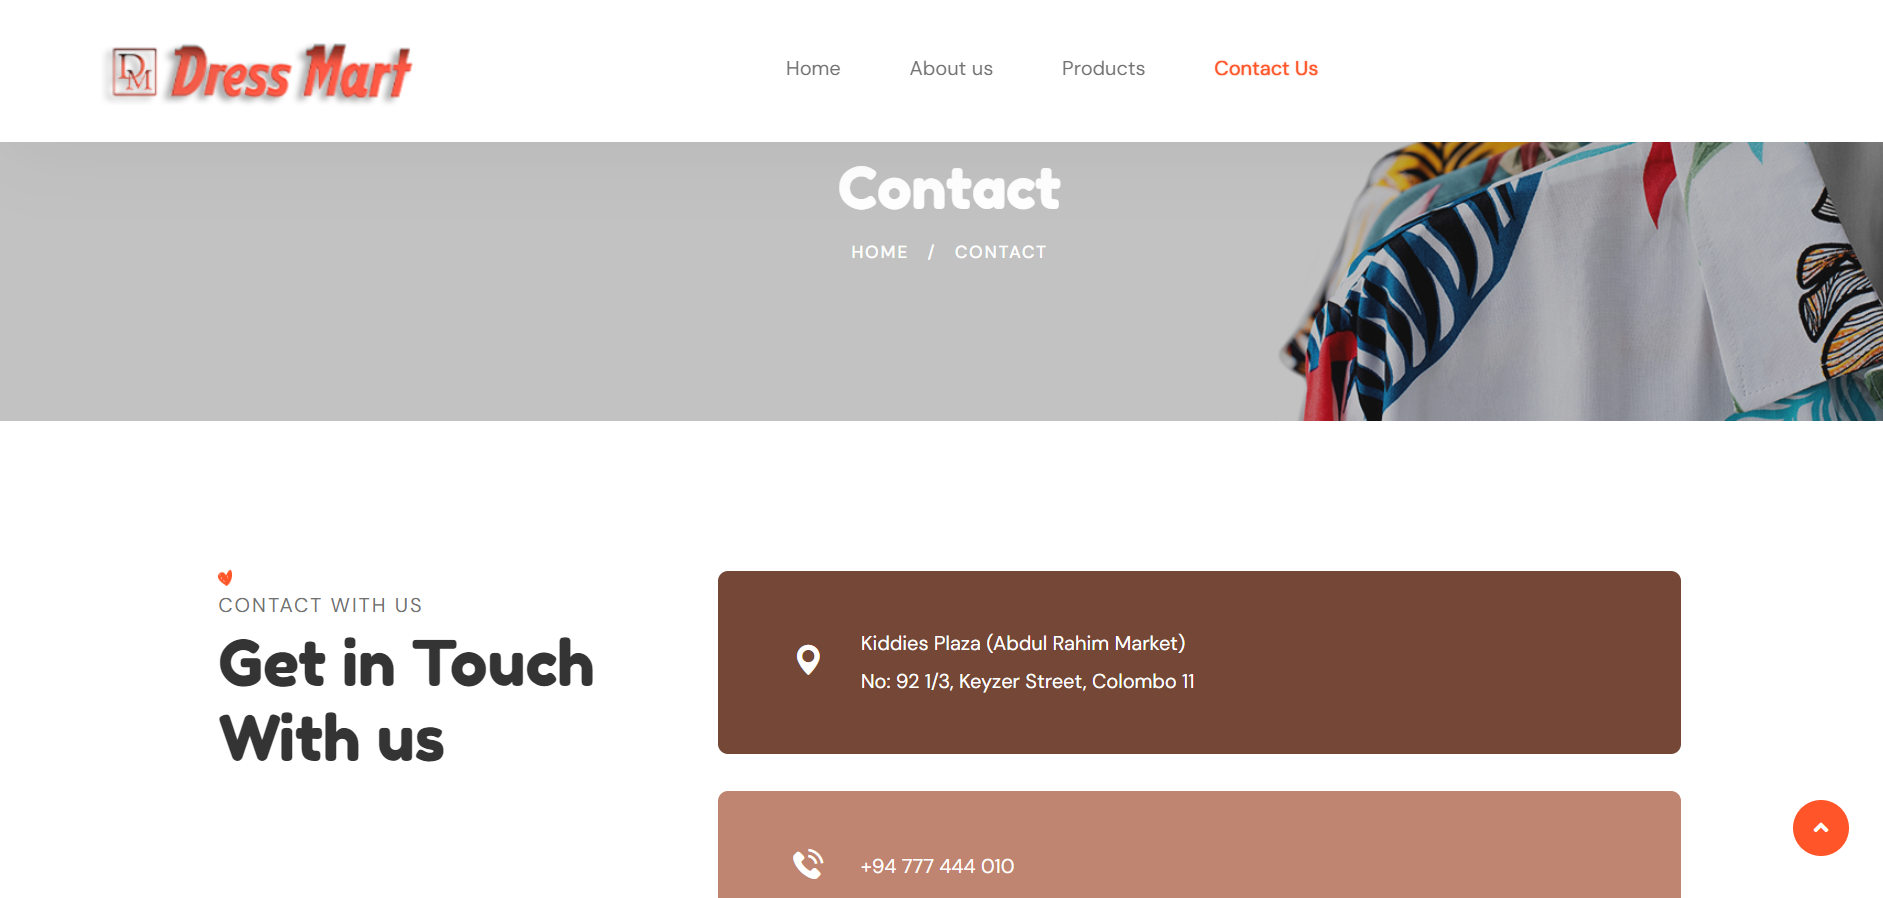 DM Dress Mart
Home About us Products Contact Us
Contact
HOME / CONTACT
CONTACT WITH US
Get in Touch
With us
Kiddies Plaza (Abdul Rahim Market)
No: 92 1/3, Keyzer Street, Colombo 11
+94 777 444 010